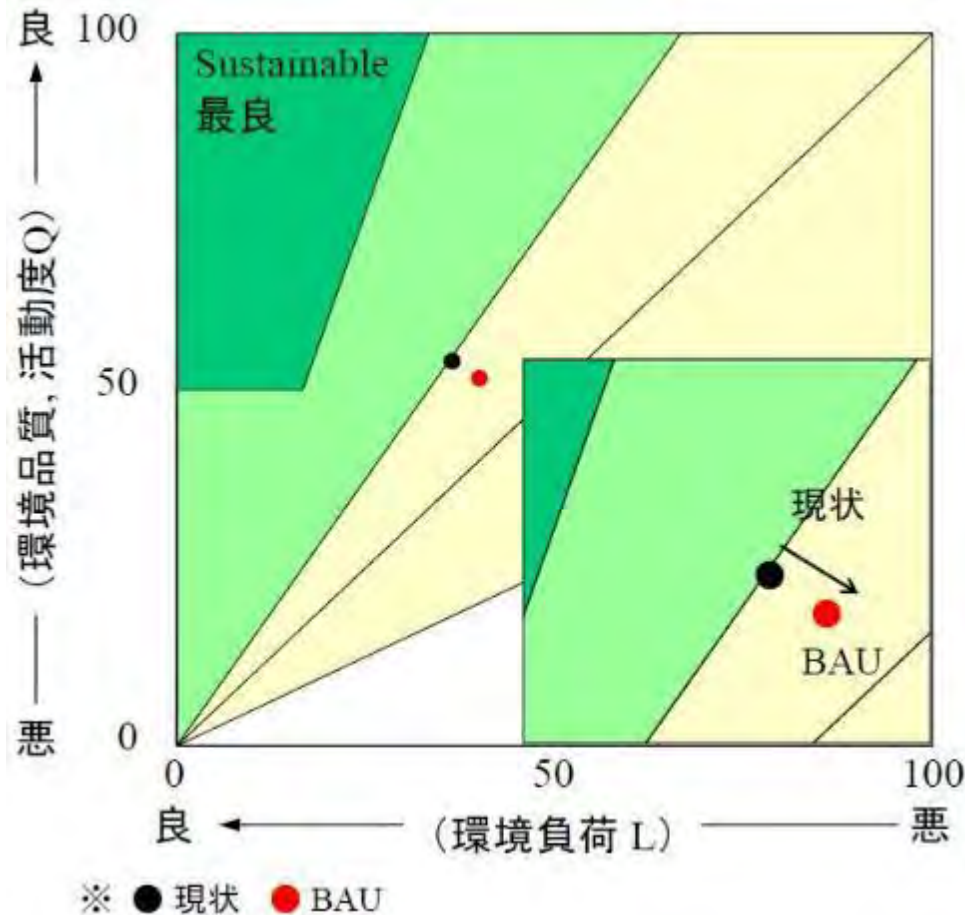 良
100
Sustainable
最良
50
(環境品質,活動度Q)
現状
BAU
悪
0
0
50
100
良
(環境負荷 L)
悪
※ ● 現状 ● BAU